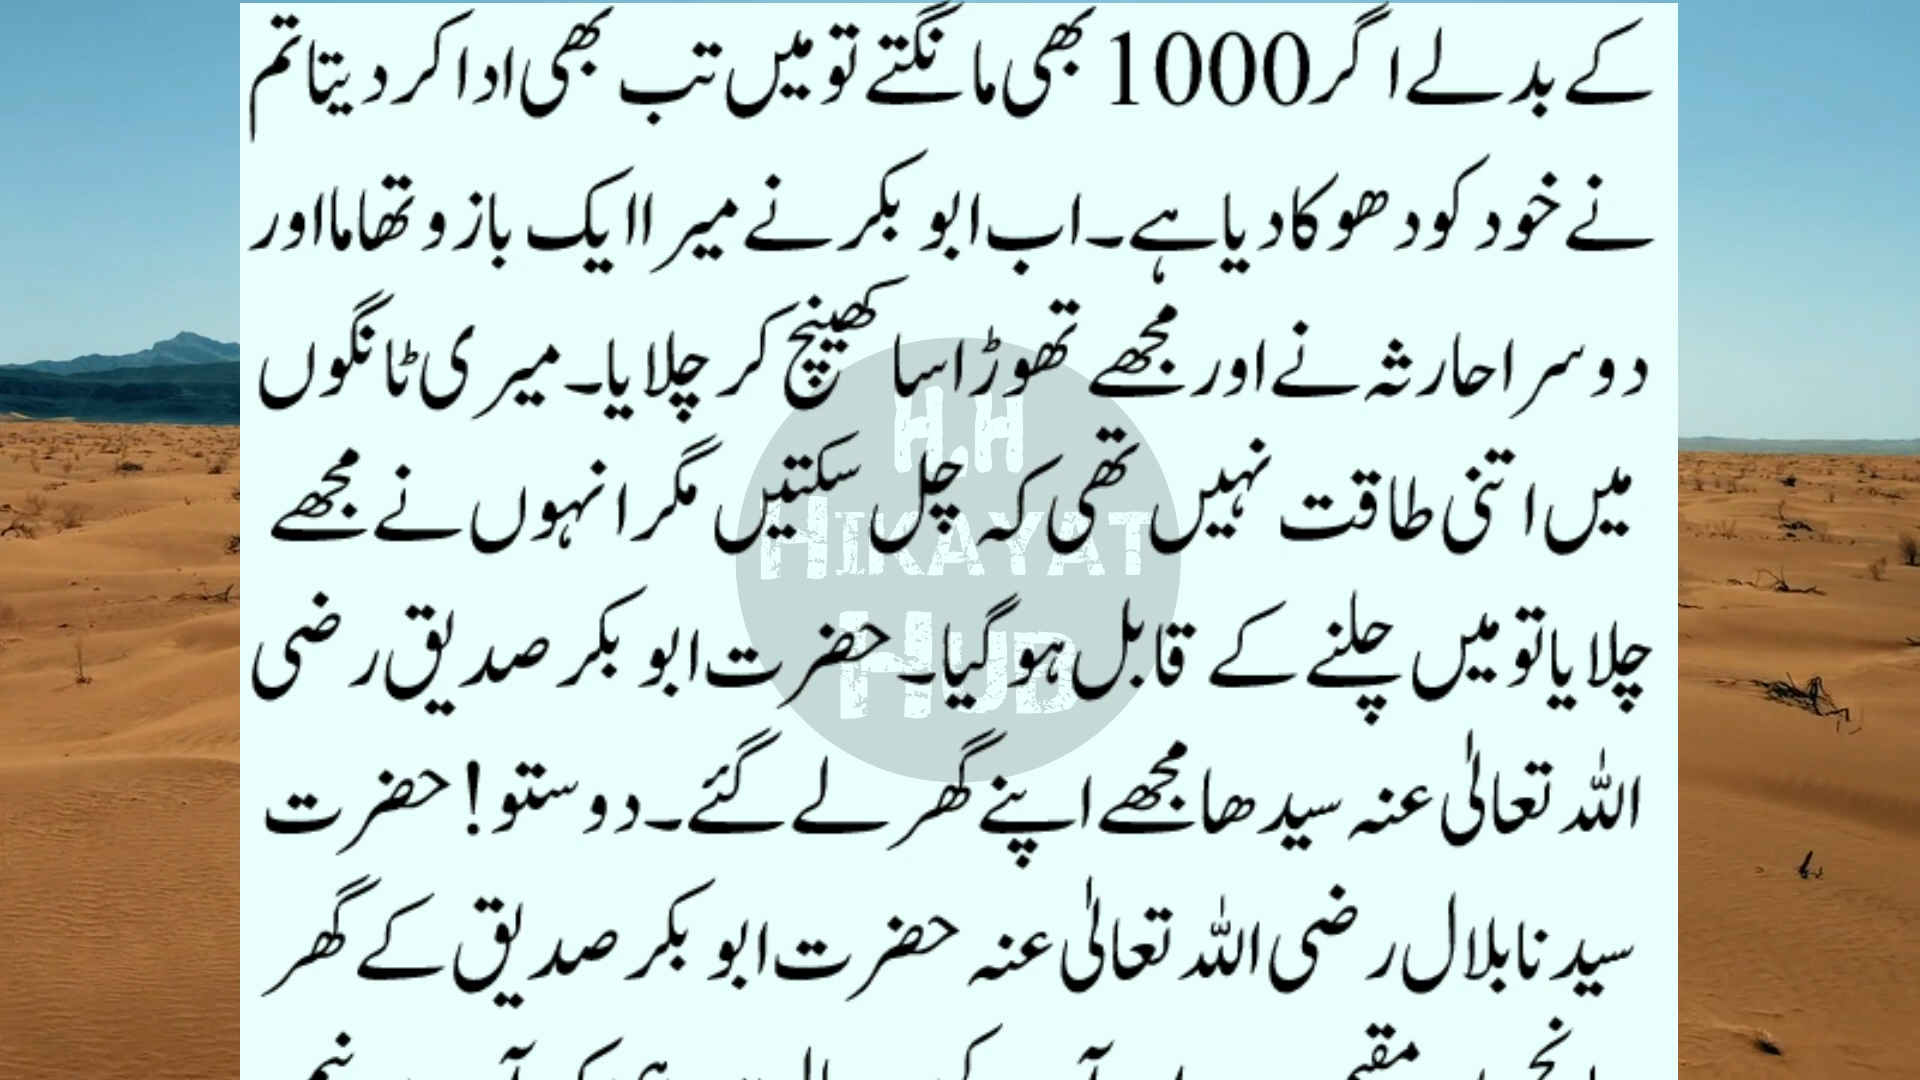 کے بدلے اگر 1000 بھی مانگتے تو میں تب بھی ادا کر دیتا تم
نے خود کو دھوکا دیا ہے۔ اب ابو بکر نے میرا ایک بازو تھاما اور
دوسرا حارثہ نے اور مجھے تھوڑا سا کھینچ کر چلایا۔ میری ٹانگوں
میں اتنی طاقت نہیں تھی کہ چل سکتیں مگر انہوں نے مجھے
چلایا تو میں چلنے کے قابل ہو گیا۔ حضرت ابو بکر صدیق رضی
اللہ تعالٰی عنہ سیدھا مجھے اپنے گھر لے گئے۔ دوستو! حضرت
سیدنا بلال رضی اللہ تعالٰی عنہ حضرت ابو بکر صدیق کے گھر
H.H
HIKAYAT
HUB